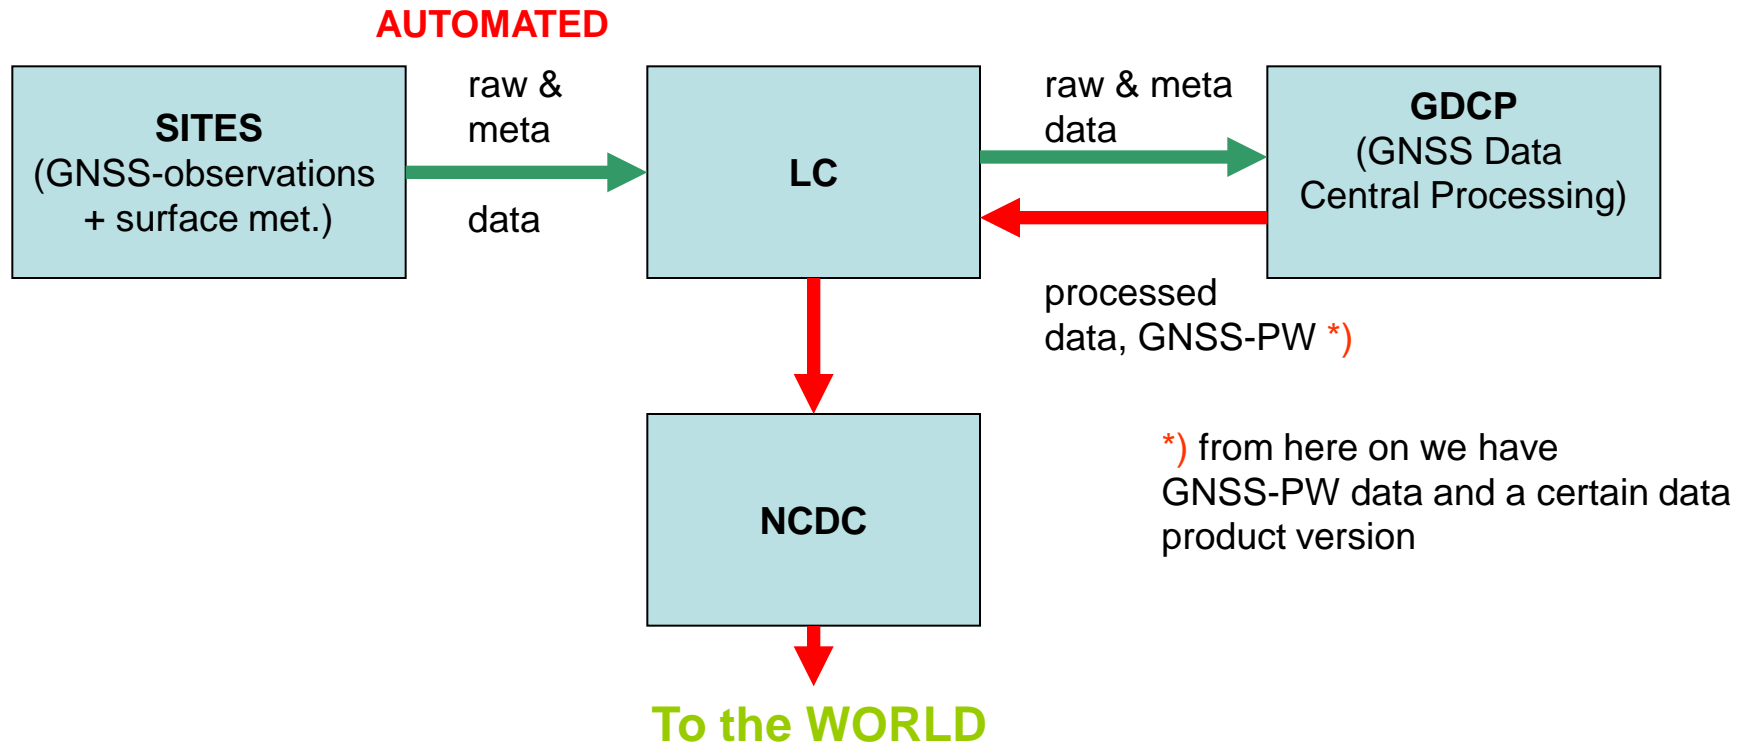 AUTOMATED
SITES
(GNSS-observations
+ surface met.)
raw &
meta
data
LC
raw & meta
data
GDCP
(GNSS Data
Central Processing)
processed
data, GNSS-PW *)
NCDC
*) from here on we have
GNSS-PW data and a certain data
product version
To the WORLD